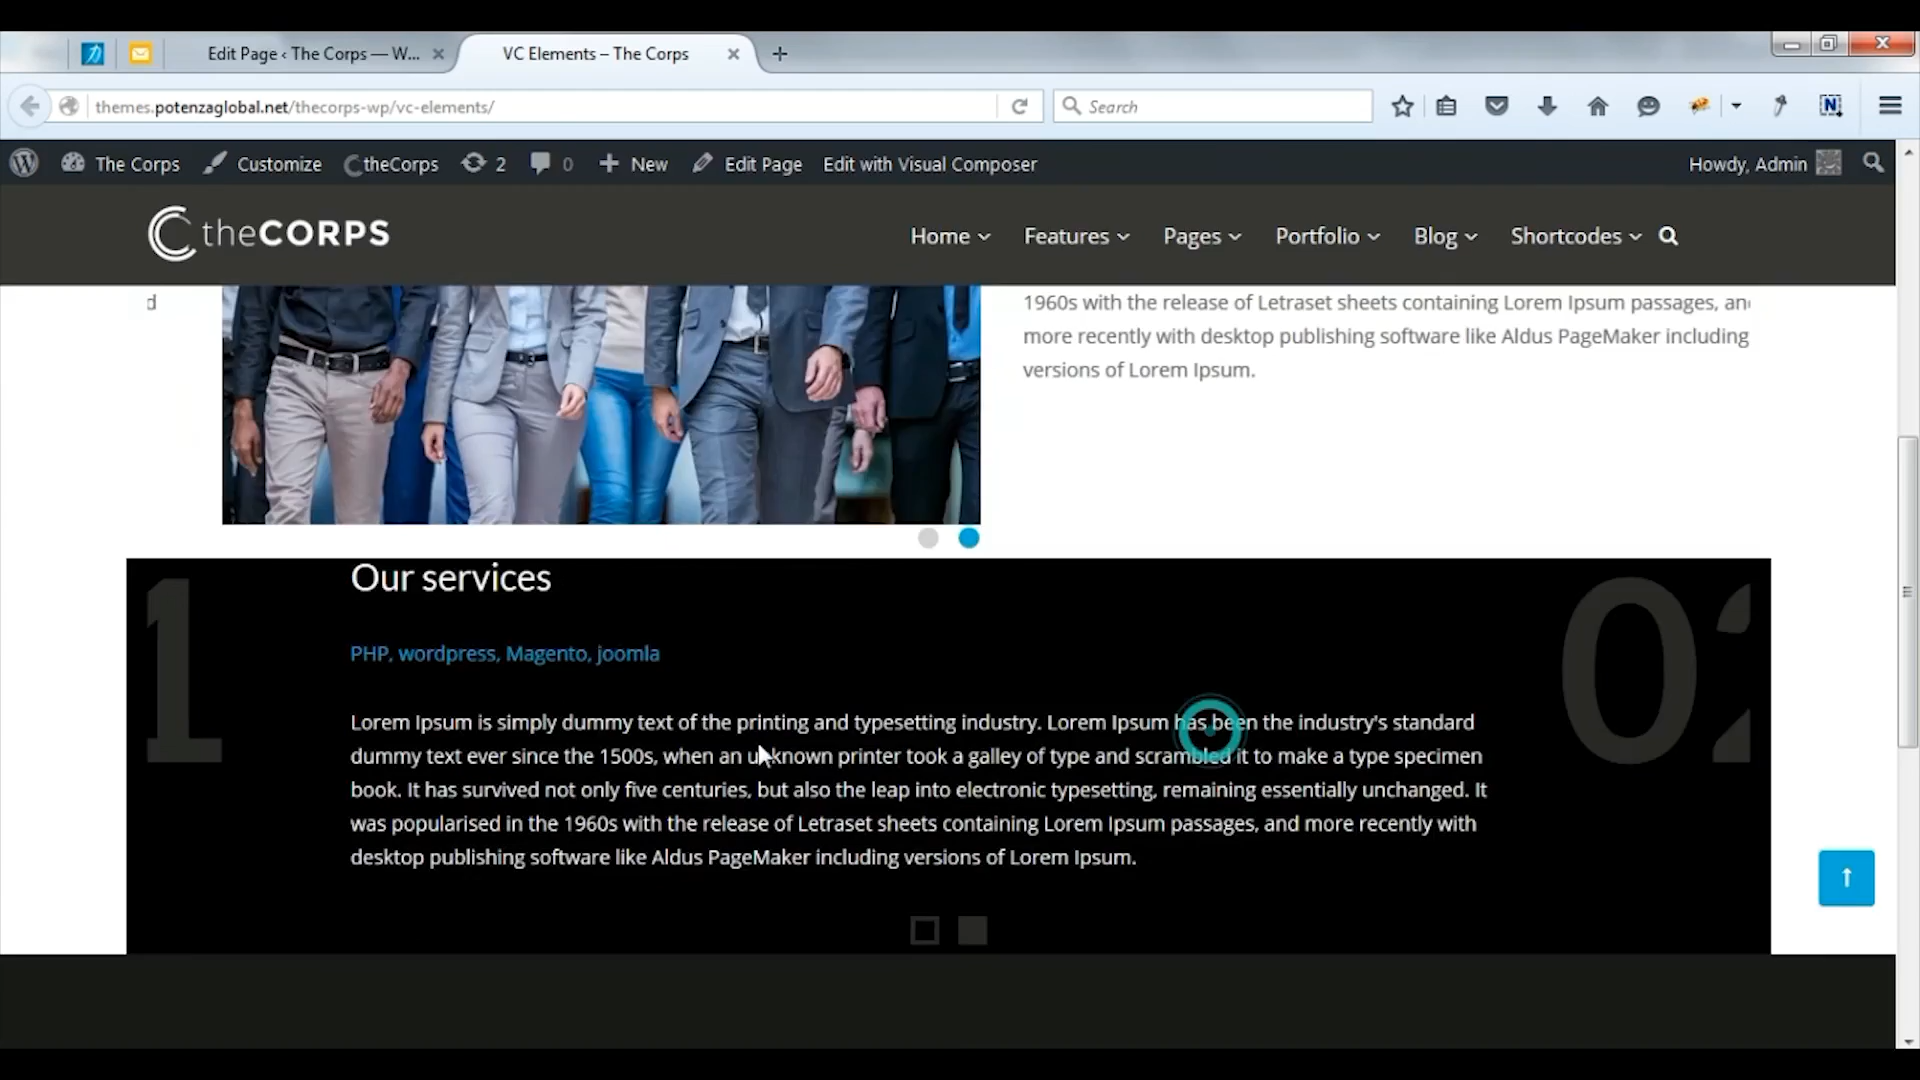 Edit Page ‹ The Corps — W...
VC Elements – The Corps
themes.potenzaglobal.net/thecorps-wp/vc-elements/
Search
The Corps
Customize
theCorps
2
0
New
Edit Page
Edit with Visual Composer
Howdy, Admin
theCORPS
Home
Features
Pages
Portfolio
Blog
Shortcodes
d
1960s with the release of Letraset sheets containing Lorem Ipsum passages, an
more recently with desktop publishing software like Aldus PageMaker including
versions of Lorem Ipsum.
1
Our services
02
PHP, wordpress, Magento, joomla
Lorem Ipsum is simply dummy text of the printing and typesetting industry. Lorem Ipsum has been the industry's standard
dummy text ever since the 1500s, when an unknown printer took a galley of type and scrambled it to make a type specimen
book. It has survived not only five centuries, but also the leap into electronic typesetting, remaining essentially unchanged. It
was popularised in the 1960s with the release of Letraset sheets containing Lorem Ipsum passages, and more recently with
desktop publishing software like Aldus PageMaker including versions of Lorem Ipsum.